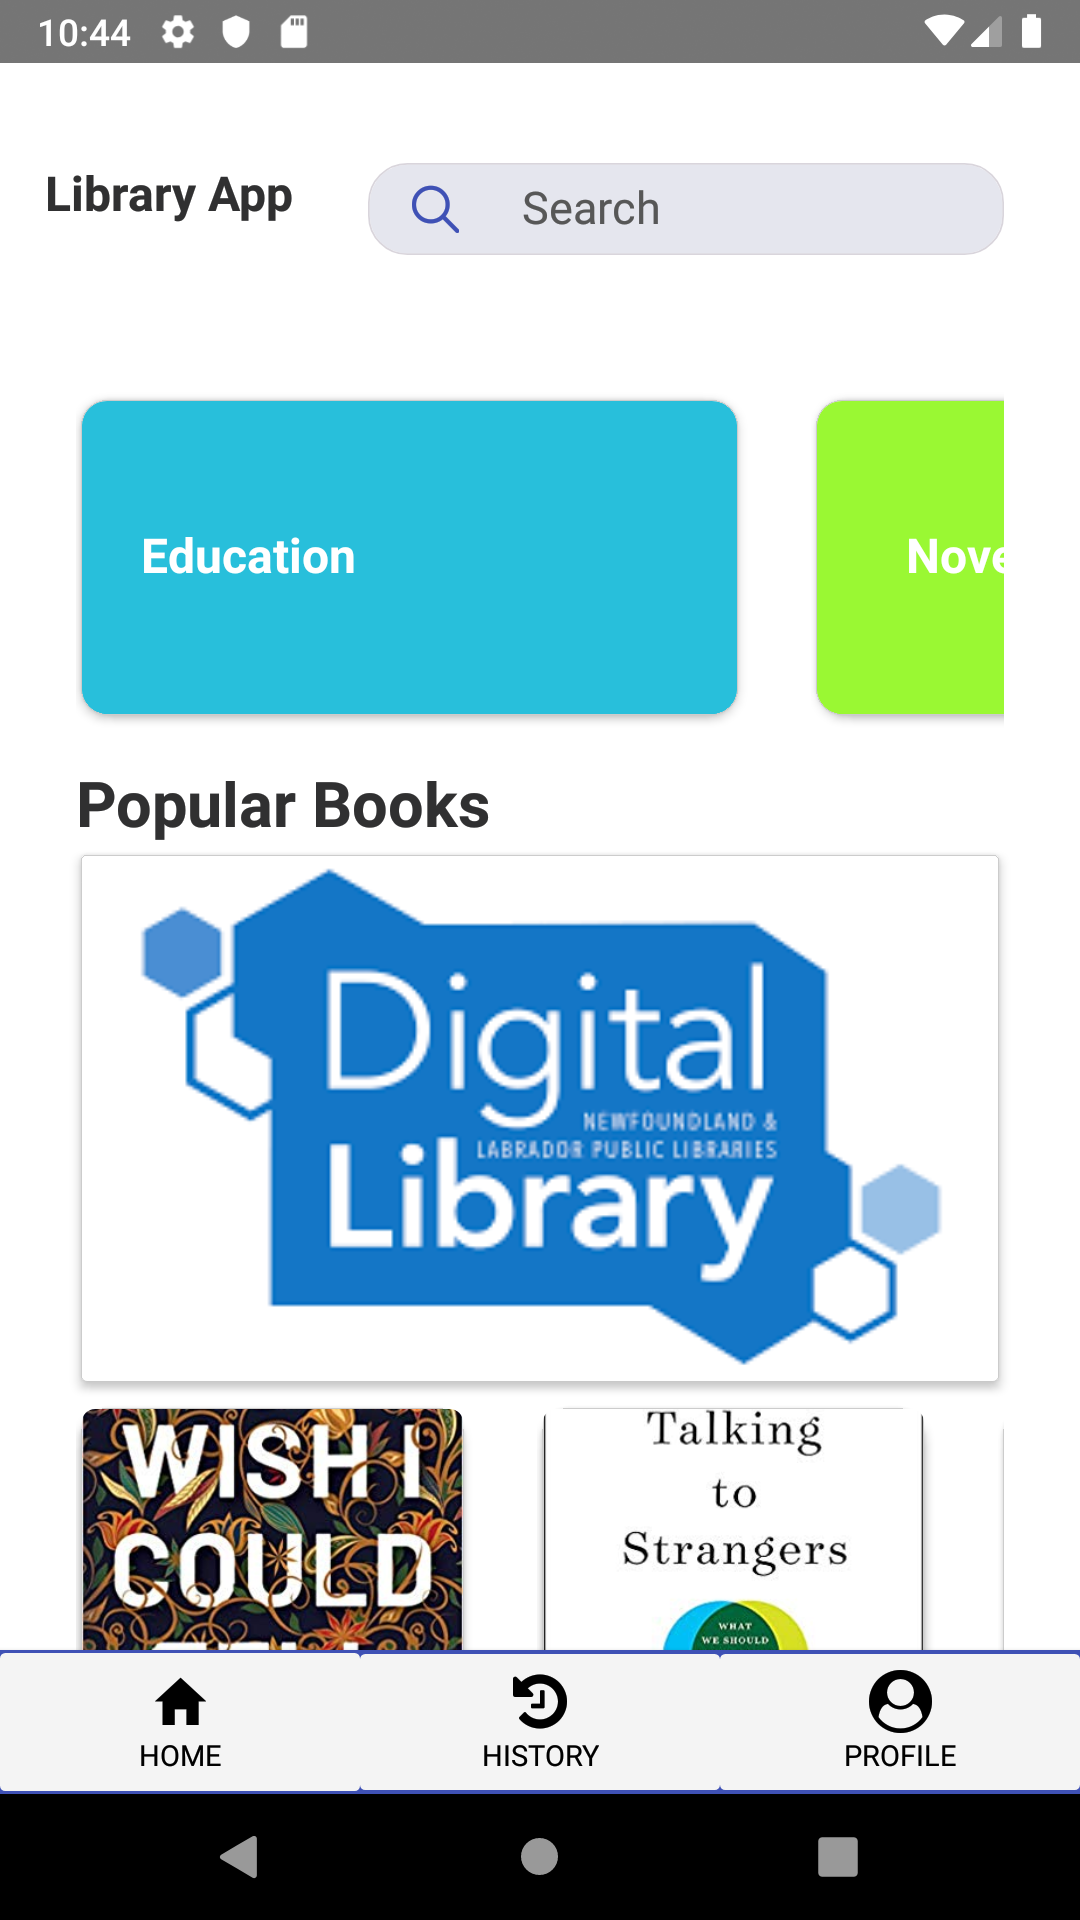 10:44
Library App
Search
Education
Nove
Popular Books
Digital
NEWFOUNDLAND &
LABRADOR PUBLIC LIBRARIES
Library
WISH I
COULD
Talking
to
Strangers
WHAT
WE SHOULD
HOME
HISTORY
PROFILE